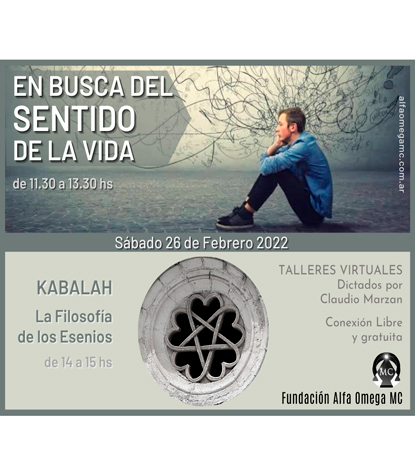 EN BUSCA DEL
SENTIDO
DE LA VIDA
de 11.30 a 13.30 hs
alfaomegamc.com.ar
Sábado 26 de Febrero 2022
KABALAH
La Filosofía
de los Esenios
de 14 a 15 hs
TALLERES VIRTUALES
Dictados por
Claudio Marzan
Conexión Libre
y gratuita
MC
Fundación Alfa Omega MC